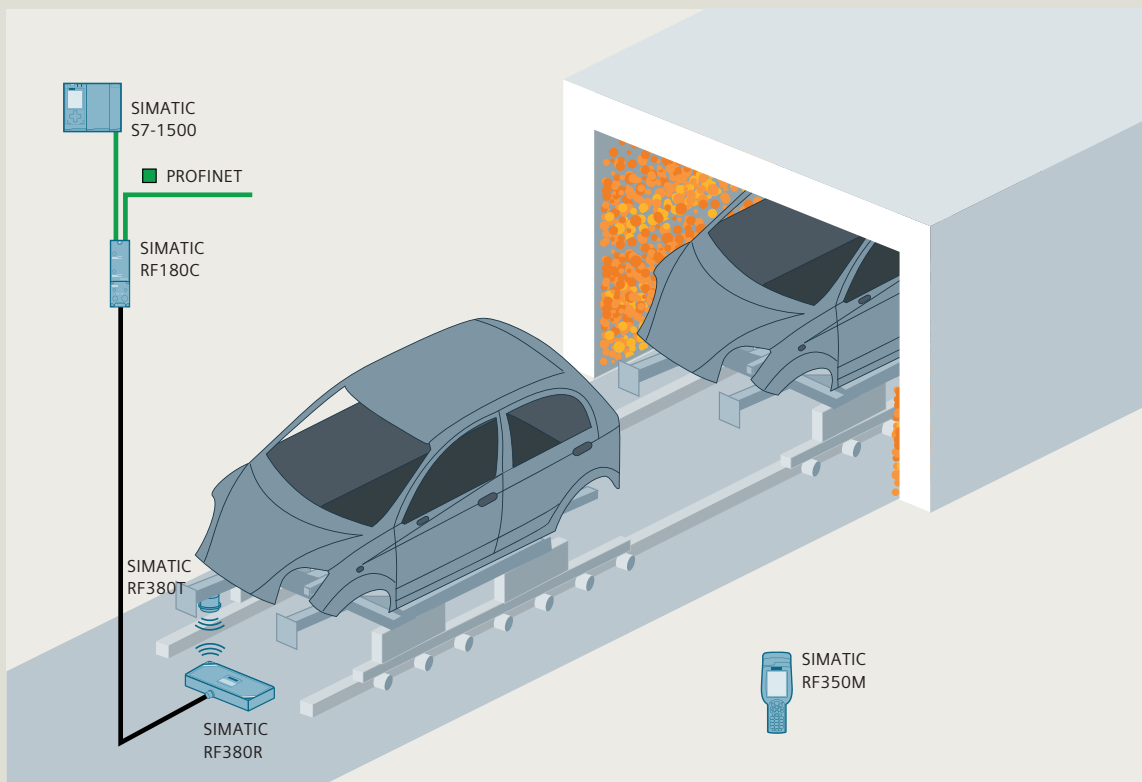 SIMATIC
S7-1500
PROFINET
SIMATIC
RF180C
SIMATIC
RF380T
SIMATIC
RF380R
SIMATIC
RF350M